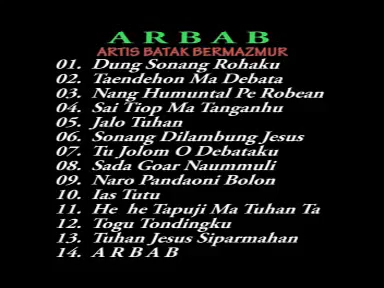 A R B A B
ARTIS BATAK BERMAZMUR
01. Dung Sonang Rohaku
02. Taendehon Ma Debata
03. Nang Humuntal Pe Robean
04. Sai Tiop Ma Tanganhu
05. Jalo Tuhan
06. Sonang Dilambung Jesus
07. Tu Jolom O Debataku
08. Sada Goar Naummuli
09. Naro Pandaoni Bolon
10. Ias Tutu
11. He he Tapuji Ma Tuhan Ta
12. Togu Tondingku
13. Tuhan Jesus Siparmahan
14. A R B A B